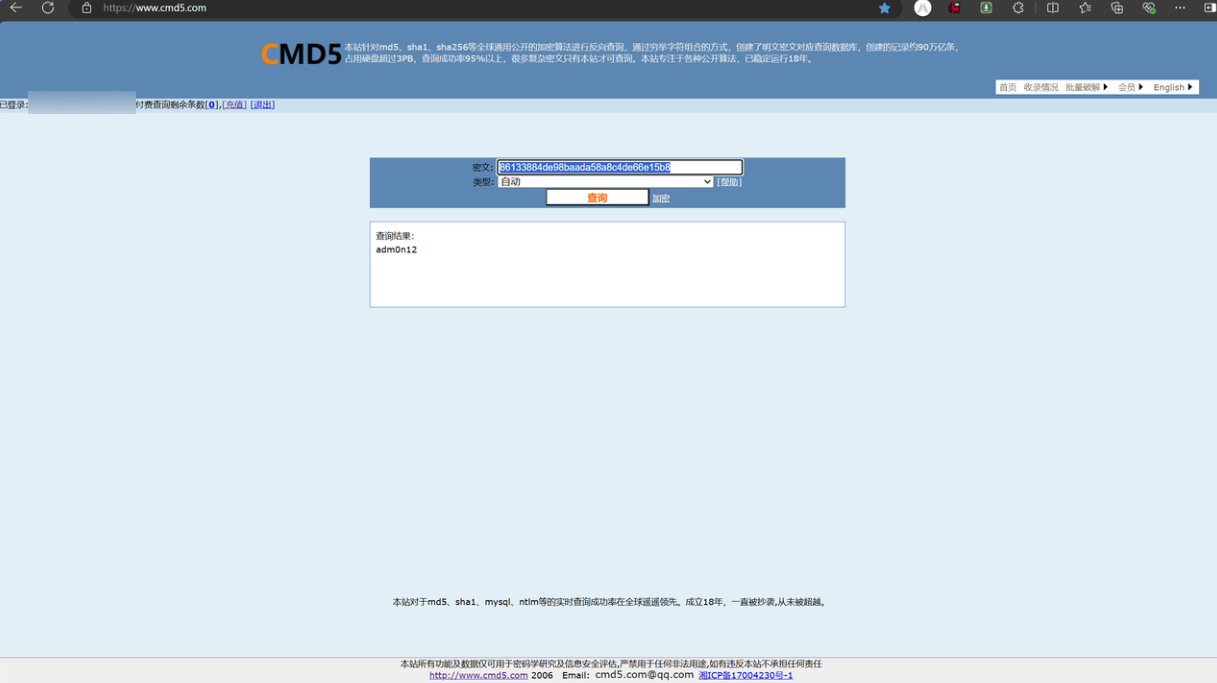 https://www.cmd5.com
CMD5
本站针对md5、sha1、sha256等全球通用公开的加密算法进行反向查询，通过穷举字符组合的方式，创建了明文密文对应查询数据库，创建的记录约90万亿条，
占用硬盘超过3PB，查询成功率95%以上，很多复杂密文只有本站才可查询。本站专注于各种公开算法，已稳定运行18年。
首页 收录情况 批量破解 会员 English
已登录: 付费查询剩余条数[0],[充值] [退出]
密文: 86133884de98baada58a8c4de66e15b8
类型: 自动 [帮助]
查询 加密
查询结果:
adm0n12
本站对于md5、sha1、mysql、ntlm等的实时查询成功率在全球遥遥领先。成立18年，一直被抄袭,从未被超越。
本站所有功能及数据仅可用于密码学研究及信息安全评估,严禁用于任何非法用途,如有违反本站不承担任何责任
http://www.cmd5.com 2006 Email: cmd5.com@qq.com 湘ICP备17004230号-1